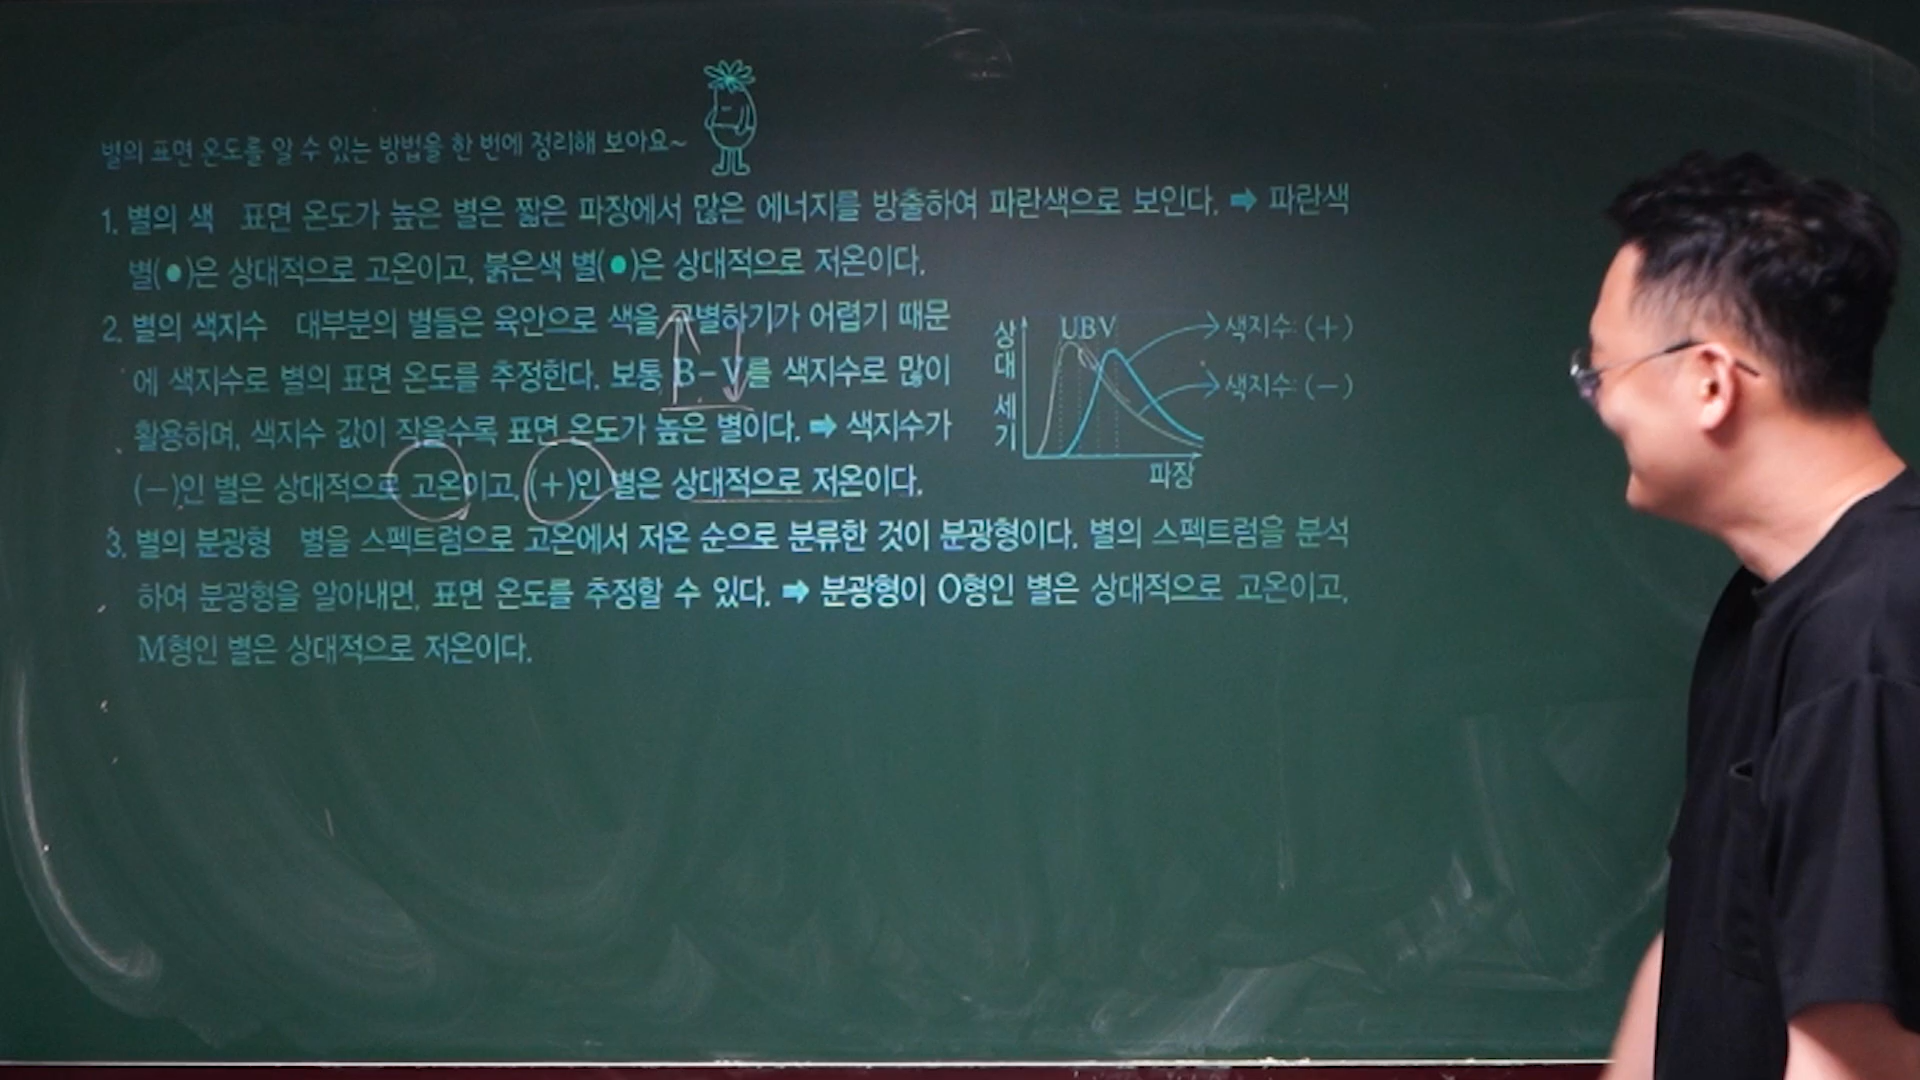 별의 표면 온도를 알 수 있는 방법을 한 번에 정리해 보아요~
1. 별의 색 표면 온도가 높은 별은 짧은 파장에서 많은 에너지를 방출하여 파란색으로 보인다. ➡ 파란색
별(●)은 상대적으로 고온이고, 붉은색 별(●)은 상대적으로 저온이다.
2. 별의 색지수 대부분의 별들은 육안으로 색을 구별하기가 어렵기 때문
에 색지수로 별의 표면 온도를 추정한다. 보통 B-V를 색지수로 많이
활용하며, 색지수 값이 작을수록 표면 온도가 높은 별이다. ➡ 색지수가
(-)인 별은 상대적으로 고온이고, (+)인 별은 상대적으로 저온이다.
상대 세기
UBV
색지수: (+)
색지수: (-)
파장
3. 별의 분광형 별을 스펙트럼으로 고온에서 저온 순으로 분류한 것이 분광형이다. 별의 스펙트럼을 분석
하여 분광형을 알아내면, 표면 온도를 추정할 수 있다. ➡ 분광형이 O형인 별은 상대적으로 고온이고,
M형인 별은 상대적으로 저온이다.